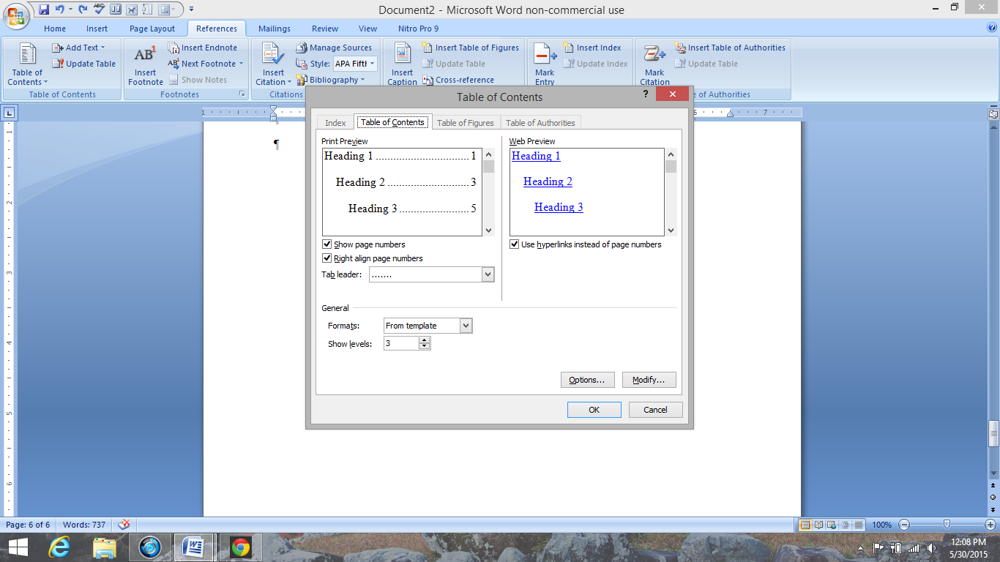 Document2 - Microsoft Word non-commercial use
Home Insert Page Layout References Mailings Review View Nitro Pro 9
Table of Contents
Add Text
Update Table
Table of Contents
AB1
Insert Footnote
Insert Endnote
AB1 Next Footnote
Show Notes
Footnotes
Insert Citation
Manage Sources
Style: APA Fifth
Bibliography
Citations
Insert Caption
Insert Table of Figures
Update Table
Cross-reference
Mark Entry
Insert Index
Update Index
Mark Citation
Insert Table of Authorities
Update Table
e of Authorities
Table of Contents ?
1 6 7
Index Table of Contents Table of Figures Table of Authorities
Print Preview
Heading 1 ............................... 1
Heading 2 ........................... 3
Heading 3 ....................... 5
Show page numbers
Right align page numbers
Tab leader: .......
Web Preview
Heading 1
Heading 2
Heading 3
Use hyperlinks instead of page numbers
General
Formats: From template
Show levels: 3
Options... Modify...
OK Cancel
1
2
3
4
5
6
¶
Page: 6 of 6 Words: 737 100%
12:08 PM
5/30/2015